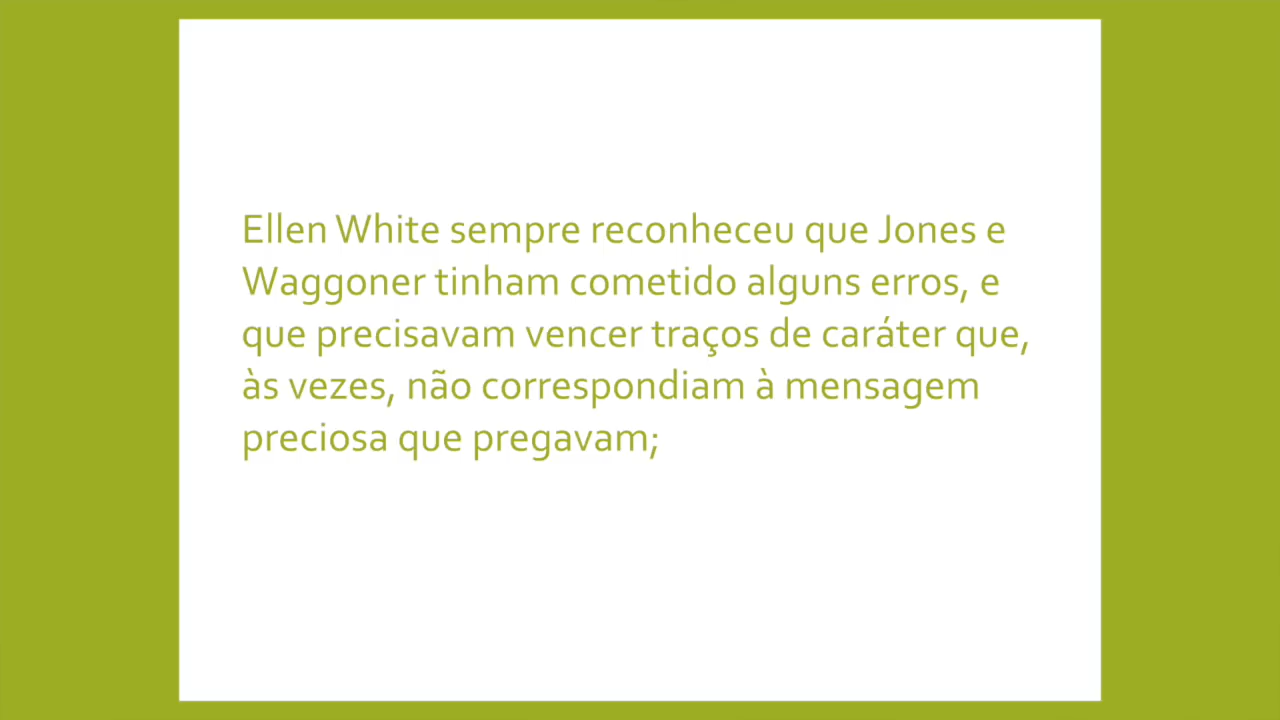 Ellen White sempre reconheceu que Jones e
Waggoner tinham cometido alguns erros, e
que precisavam vencer traços de caráter que,
às vezes, não correspondiam à mensagem
preciosa que pregavam;